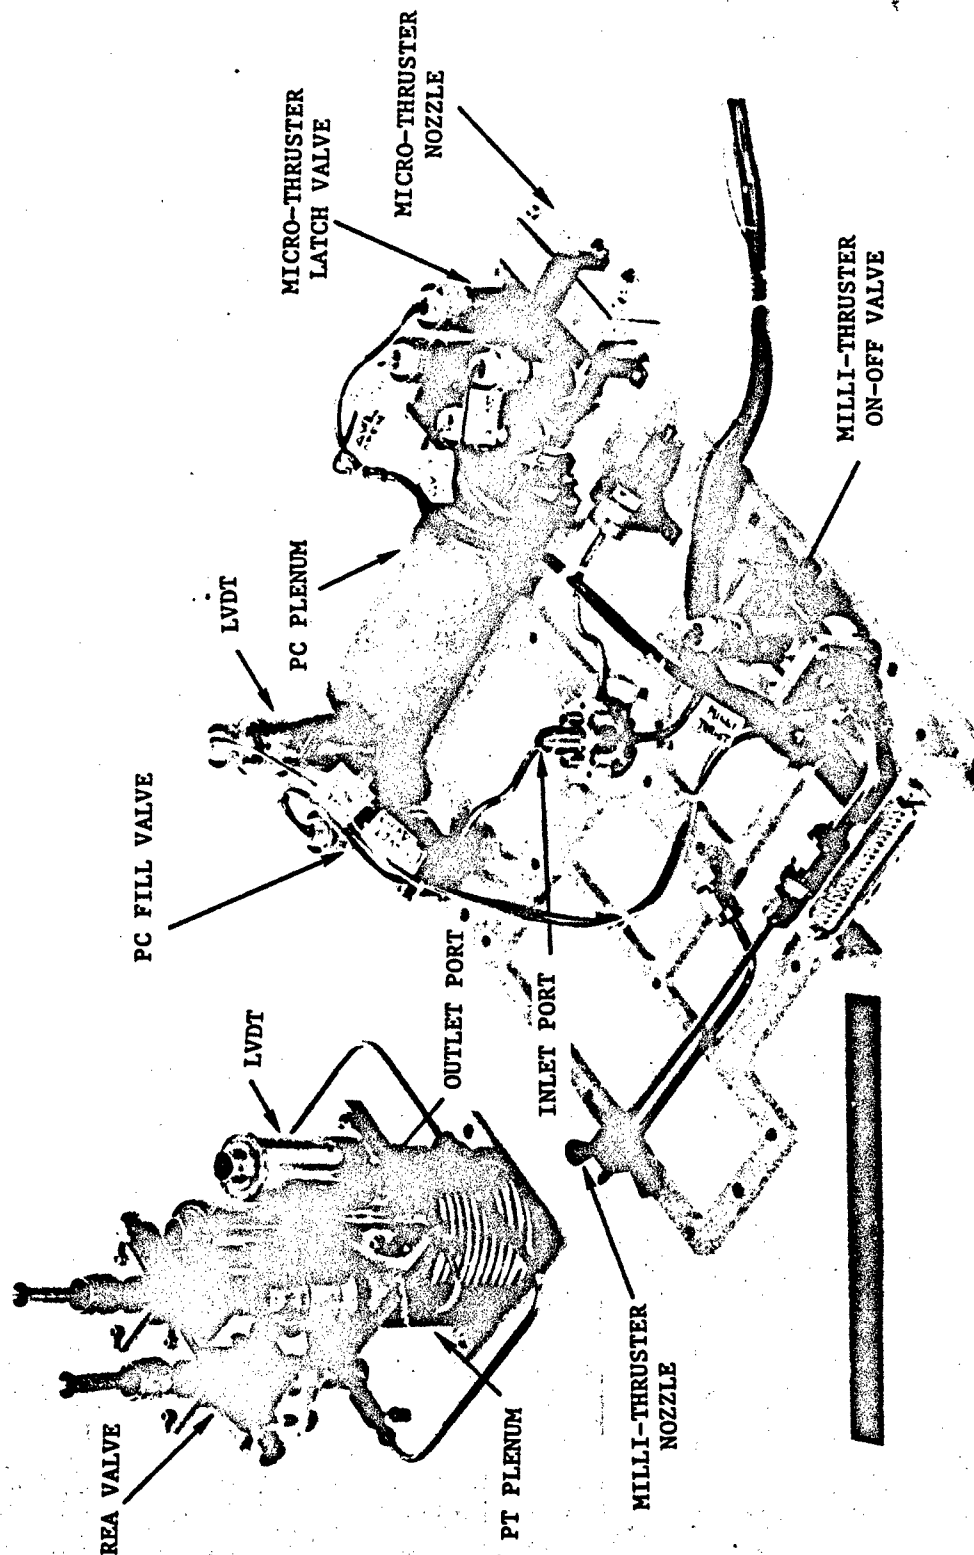 REA VALVE
PT PLENUM
LVDT
OUTLET PORT
INLET PORT
MILLI-THRUSTER
NOZZLE
PC FILL VALVE
LVDT
PC PLENUM
MICRO-THRUSTER
LATCH VALVE
MICRO-THRUSTER
NOZZLE
MILLI-THRUSTER
ON-OFF VALVE